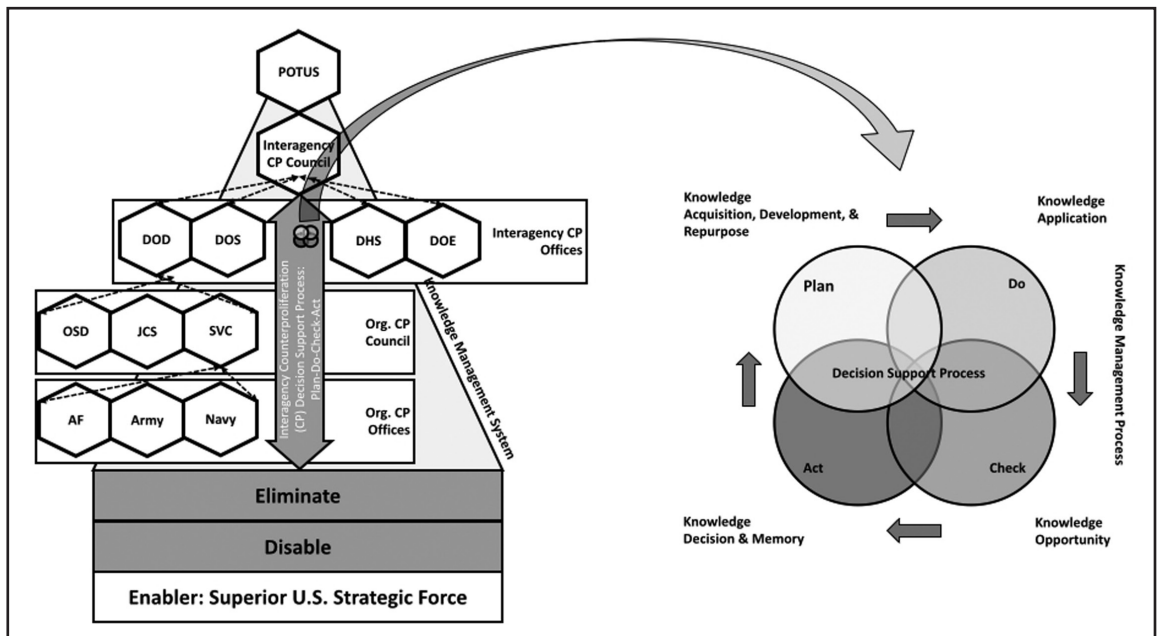 POTUS
Interagency
CP Council
DOD
DOS
DHS
DOE
Interagency CP
Offices
OSD
JCS
SVC
Org. CP
Council
AF
Army
Navy
Org. CP
Offices
Interagency Counterproliferation
(CP) Decision Support Process:
Plan-Do-Check-Act
Knowledge Management System
Eliminate
Disable
Enabler: Superior U.S. Strategic Force
Knowledge
Acquisition, Development, &
Repurpose
Knowledge
Application
Plan
Do
Decision Support Process
Act
Check
Knowledge Management Process
Knowledge
Decision & Memory
Knowledge
Opportunity